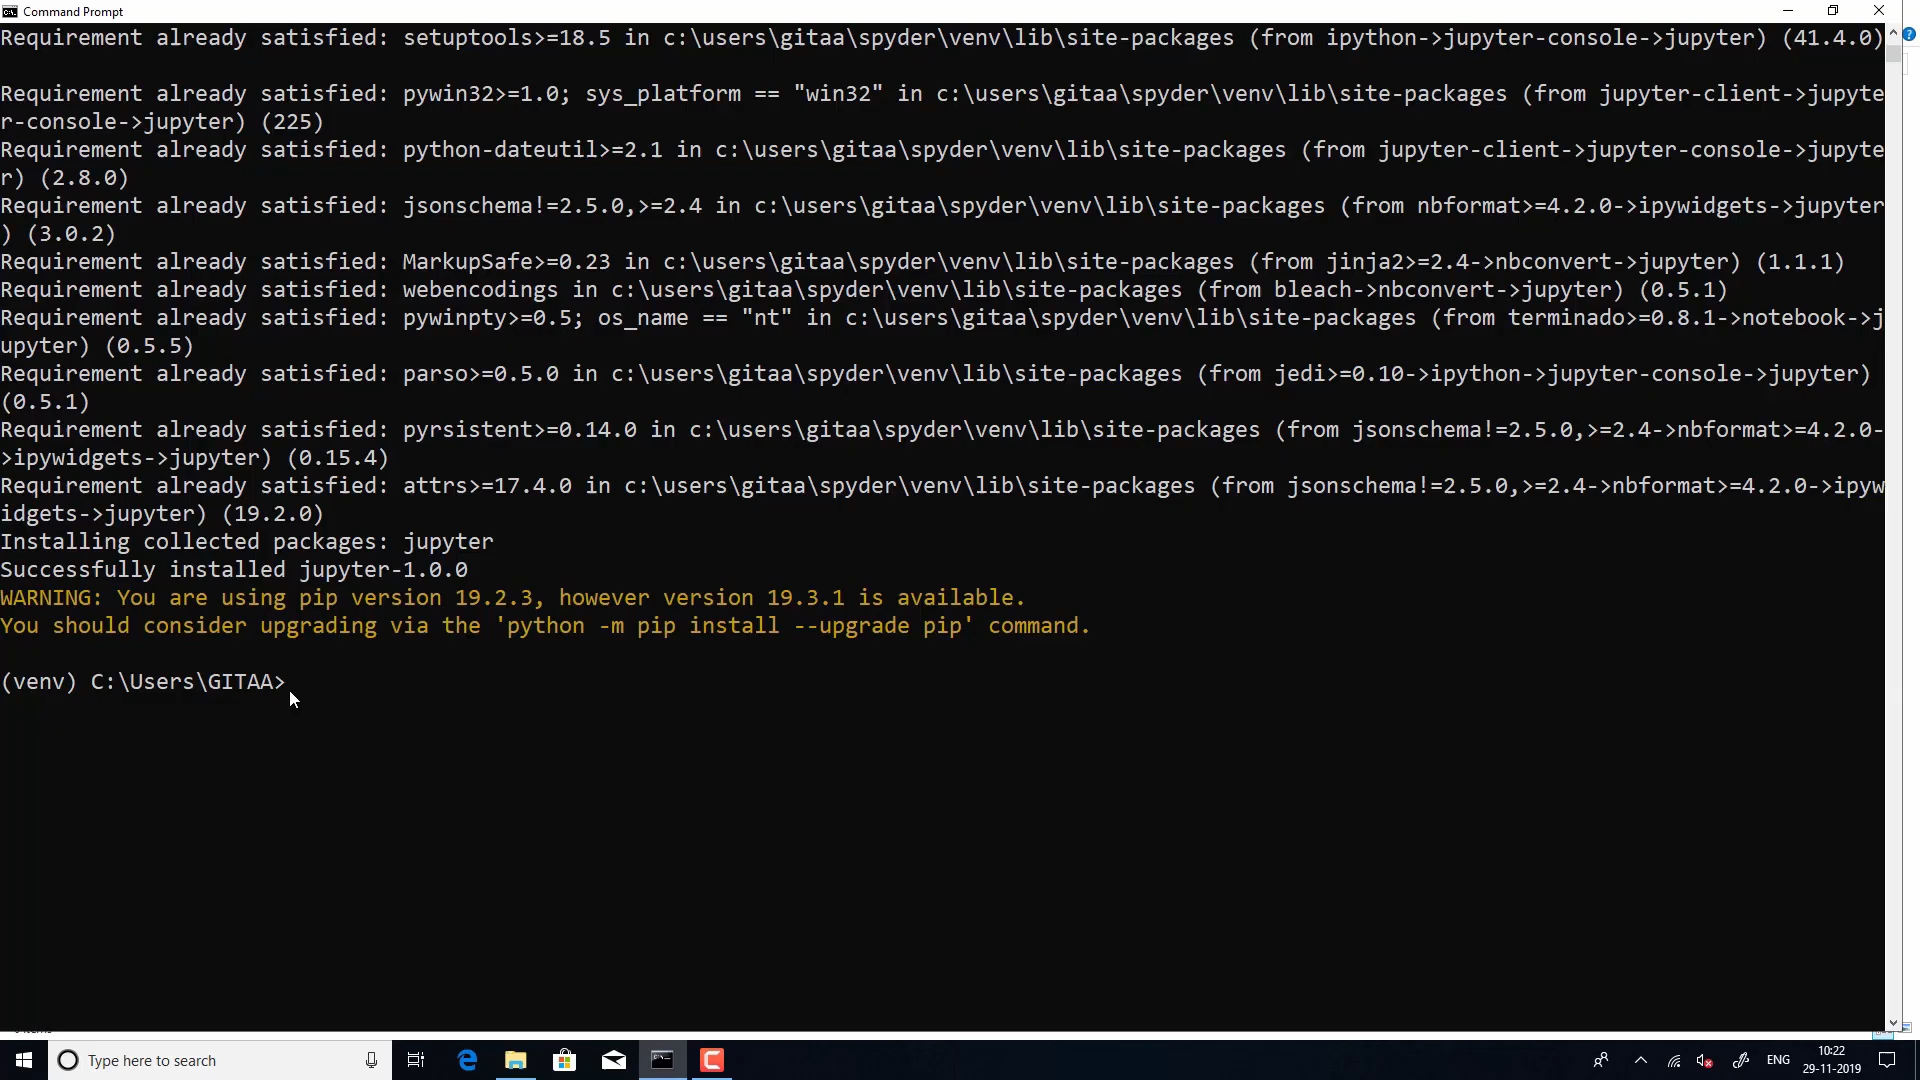 Command Prompt
Requirement already satisfied: setuptools>=18.5 in c:\users\gitaa\spyder\venv\lib\site-packages (from ipython->jupyter-console->jupyter) (41.4.0)
Requirement already satisfied: pywin32>=1.0; sys_platform == "win32" in c:\users\gitaa\spyder\venv\lib\site-packages (from jupyter-client->jupyte
r-console->jupyter) (225)
Requirement already satisfied: python-dateutil>=2.1 in c:\users\gitaa\spyder\venv\lib\site-packages (from jupyter-client->jupyter-console->jupyte
r) (2.8.0)
Requirement already satisfied: jsonschema!=2.5.0,>=2.4 in c:\users\gitaa\spyder\venv\lib\site-packages (from nbformat>=4.2.0->ipywidgets->jupyter
) (3.0.2)
Requirement already satisfied: MarkupSafe>=0.23 in c:\users\gitaa\spyder\venv\lib\site-packages (from jinja2>=2.4->nbconvert->jupyter) (1.1.1)
Requirement already satisfied: webencodings in c:\users\gitaa\spyder\venv\lib\site-packages (from bleach->nbconvert->jupyter) (0.5.1)
Requirement already satisfied: pywinpty>=0.5; os_name == "nt" in c:\users\gitaa\spyder\venv\lib\site-packages (from terminado>=0.8.1->notebook->j
upyter) (0.5.5)
Requirement already satisfied: parso>=0.5.0 in c:\users\gitaa\spyder\venv\lib\site-packages (from jedi>=0.10->ipython->jupyter-console->jupyter)
(0.5.1)
Requirement already satisfied: pyrsistent>=0.14.0 in c:\users\gitaa\spyder\venv\lib\site-packages (from jsonschema!=2.5.0,>=2.4->nbformat>=4.2.0-
>ipywidgets->jupyter) (0.15.4)
Requirement already satisfied: attrs>=17.4.0 in c:\users\gitaa\spyder\venv\lib\site-packages (from jsonschema!=2.5.0,>=2.4->nbformat>=4.2.0->ipyw
idgets->jupyter) (19.2.0)
Installing collected packages: jupyter
Successfully installed jupyter-1.0.0
WARNING: You are using pip version 19.2.3, however version 19.3.1 is available.
You should consider upgrading via the 'python -m pip install --upgrade pip' command.
(venv) C:\Users\GITAA>
Type here to search
ENG
10:22
29-11-2019